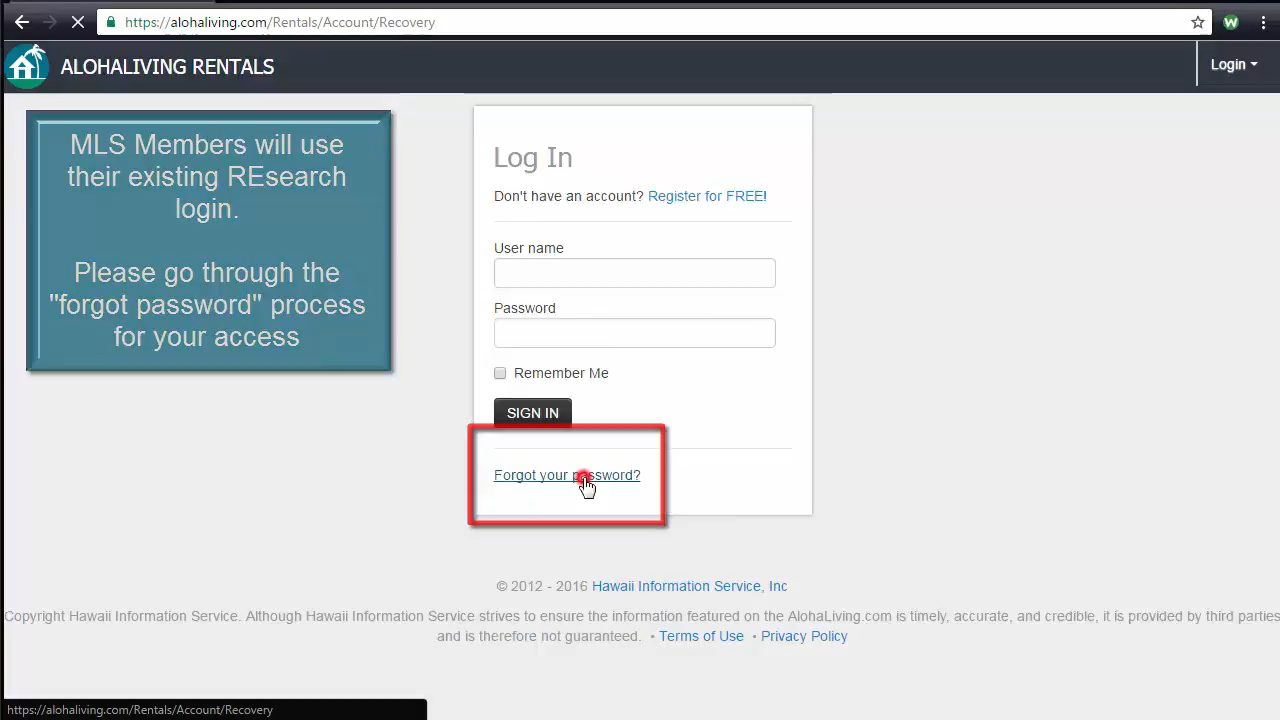 https://alohaliving.com/Rentals/Account/Recovery
W
ALOHALIVING RENTALS
Login
MLS Members will use
their existing REsearch
login.
Please go through the
"forgot password" process
for your access
Log In
Don't have an account? Register for FREE!
User name
Password
Remember Me
SIGN IN
Forgot your password?
© 2012 - 2016 Hawaii Information Service, Inc
Copyright Hawaii Information Service. Although Hawaii Information Service strives to ensure the information featured on the AlohaLiving.com is timely, accurate, and credible, it is provided by third parties
and is therefore not guaranteed. • Terms of Use • Privacy Policy
https://alohaliving.com/Rentals/Account/Recovery